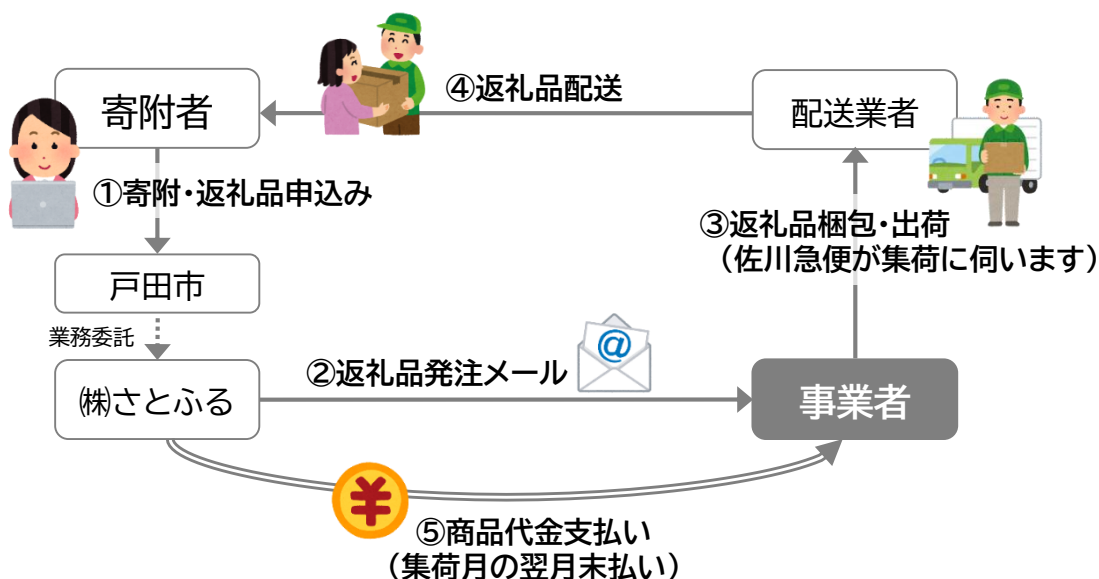 寄附者
④返礼品配送
配送業者
①寄附・返礼品申込み
③返礼品梱包・出荷
（佐川急便が集荷に伺います）
戸田市
業務委託
㈱さとふる
②返礼品発注メール
@
事業者
¥
⑤商品代金支払い
（集荷月の翌月末払い）